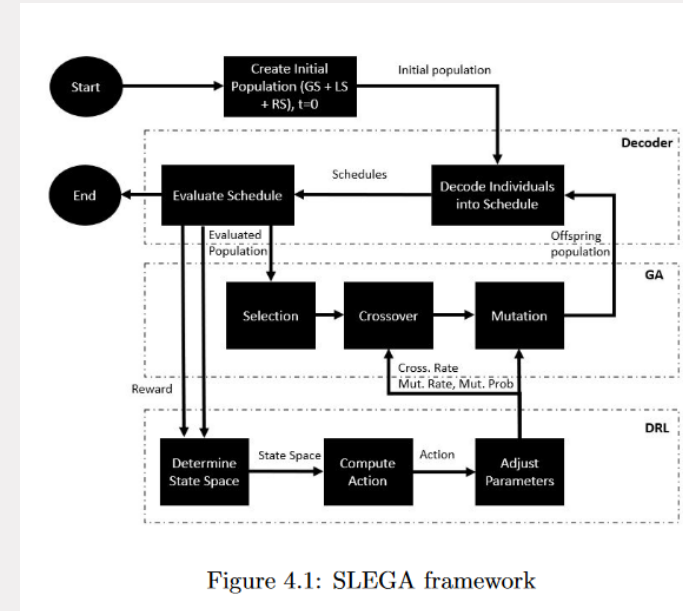 Start
Create Initial
Population (GS + LS
+ RS), t=0
Initial population
Decoder
End
Evaluate Schedule
Schedules
Decode Individuals
into Schedule
Evaluated
Population
Offspring
population
GA
Selection
Crossover
Mutation
Cross. Rate
Mut. Rate, Mut. Prob
Reward
DRL
Determine
State Space
State Space
Compute
Action
Action
Adjust
Parameters
Figure 4.1: SLEGA framework